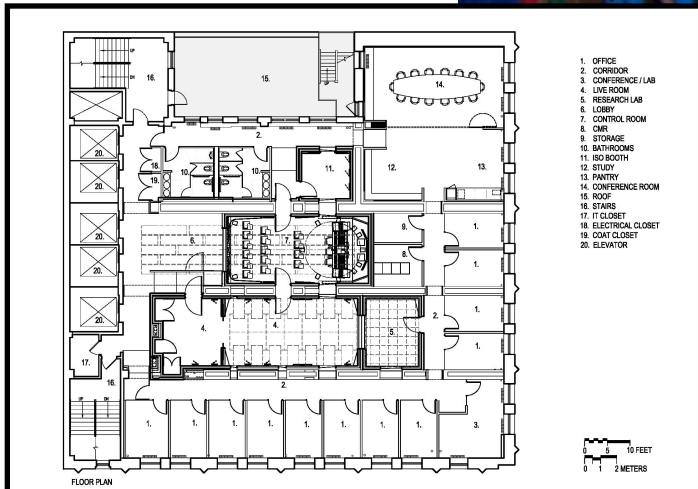 1. OFFICE
2. CORRIDOR
3. CONFERENCE / LAB
4. LIVE ROOM
5. RESEARCH LAB
6. LOBBY
7. CONTROL ROOM
8. CMR
9. STORAGE
10. BATHROOMS
11. ISO BOOTH
12. STUDY
13. PANTRY
14. CONFERENCE ROOM
15. ROOF
16. STAIRS
17. IT CLOSET
18. ELECTRICAL CLOSET
19. COAT CLOSET
20. ELEVATOR
UP
DN
16.
15.
14.
2.
20.
18.
10.
10.
11.
12.
13.
20.
19.
20.
6.
7.
9.
1.
20.
8.
1.
20.
4.
4.
5.
2.
1.
17.
1.
16.
2.
UP DN
1. 1. 1. 1. 1. 1. 1. 1. 3.
0 5 10 FEET
0 1 2 METERS
FLOOR PLAN